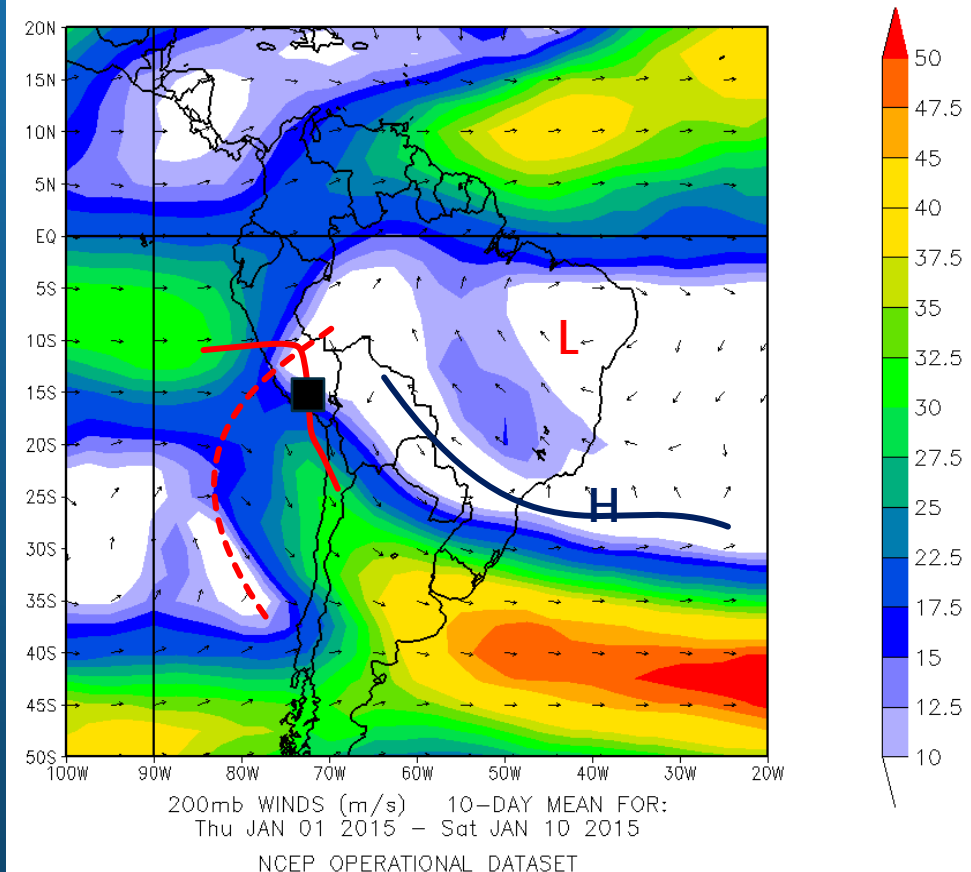 20N
15N
10N
5N
EQ
5S
10S
15S
20S
25S
30S
35S
40S
45S
50S
L
H
100W 90W 80W 70W 60W 50W 40W 30W 20W
50
47.5
45
40
37.5
35
32.5
30
27.5
25
22.5
17.5
15
12.5
10
200mb WINDS (m/s) 10-DAY MEAN FOR:
Thu JAN 01 2015 – Sat JAN 10 2015
NCEP OPERATIONAL DATASET